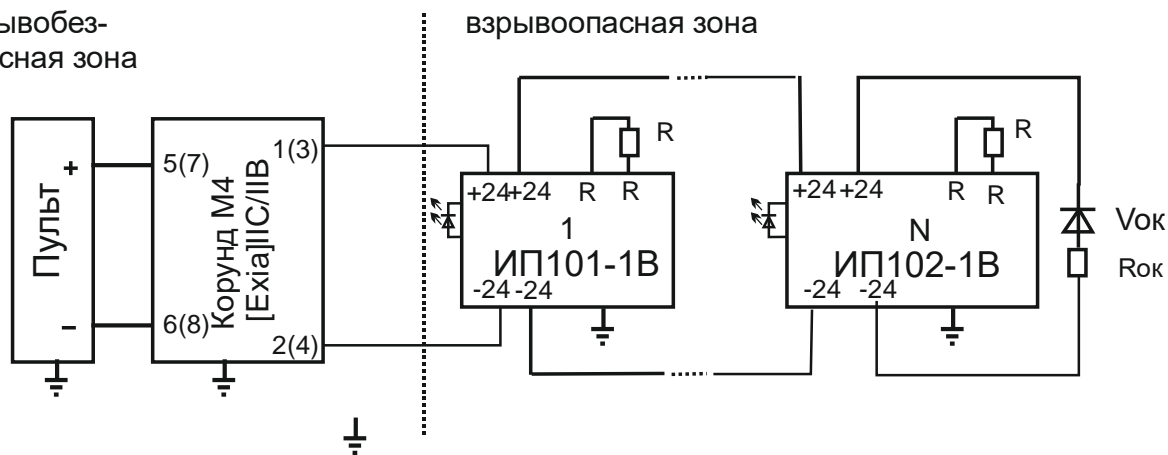 ывобез-
сная зона
взрывоопасная зона
Пульт
+
–
5(7)
6(8)
Корунд М4
[Exia]IIC/IIB
1(3)
2(4)
+24+24 R R
R
1
ИП101-1В
-24 -24
+24 +24 R R
R
N
ИП102-1В
-24 -24
Vок
Rок